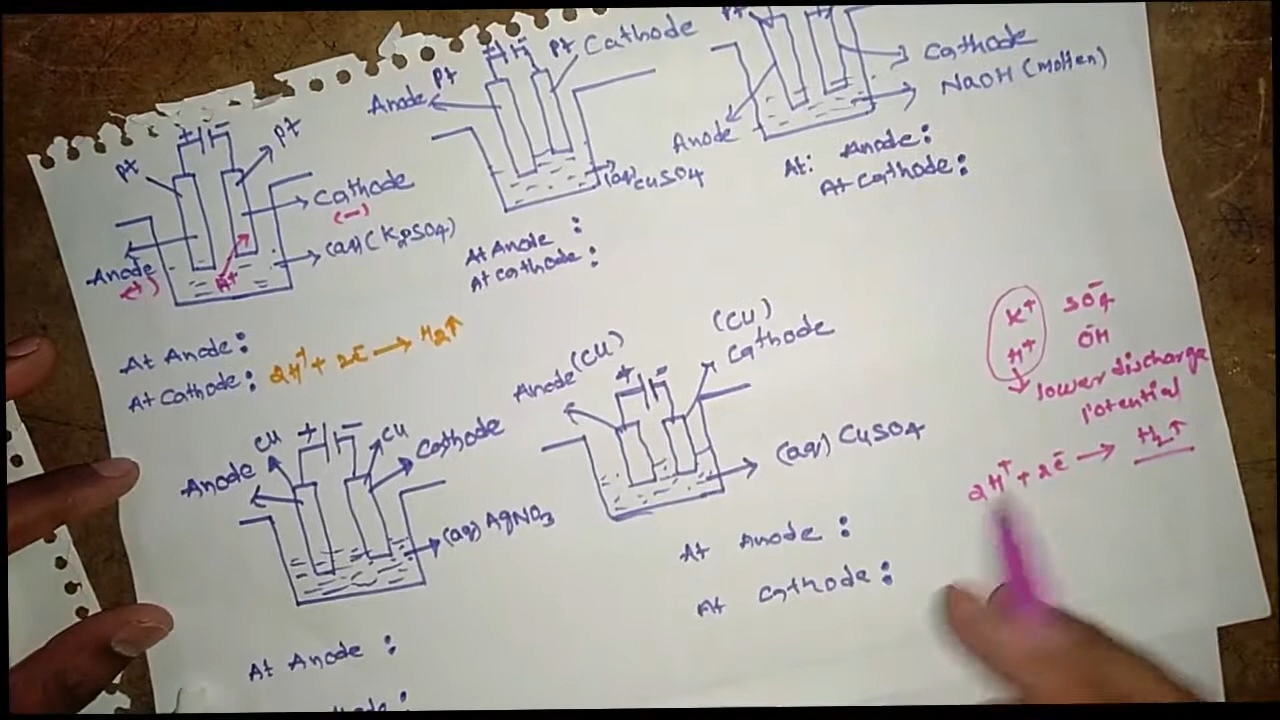 + -
Pt
Pt
Cathode
(-)
(aq) (K2SO4)
Anode
(+)
At Anode:
At Cathode: 2H+ + 2e- → H2↑
+ -
Pt
Pt Cathode
Anode
(aq) CuSO4
At Anode :
At cathode :
Pt
Cathode
NaOH (molten)
Anode
At: Anode:
At Cathode:
Cu + - Cu
Anode
Cathode
(aq) AgNO3
At Anode :
Anode (CU)
(CU)
Cathode
+ -
(aq) CuSO4
At Anode :
At Cathode :
K+ SO4-
H+ OH-
↓ lower discharge
potential
2H+ + 2e- → H2↑